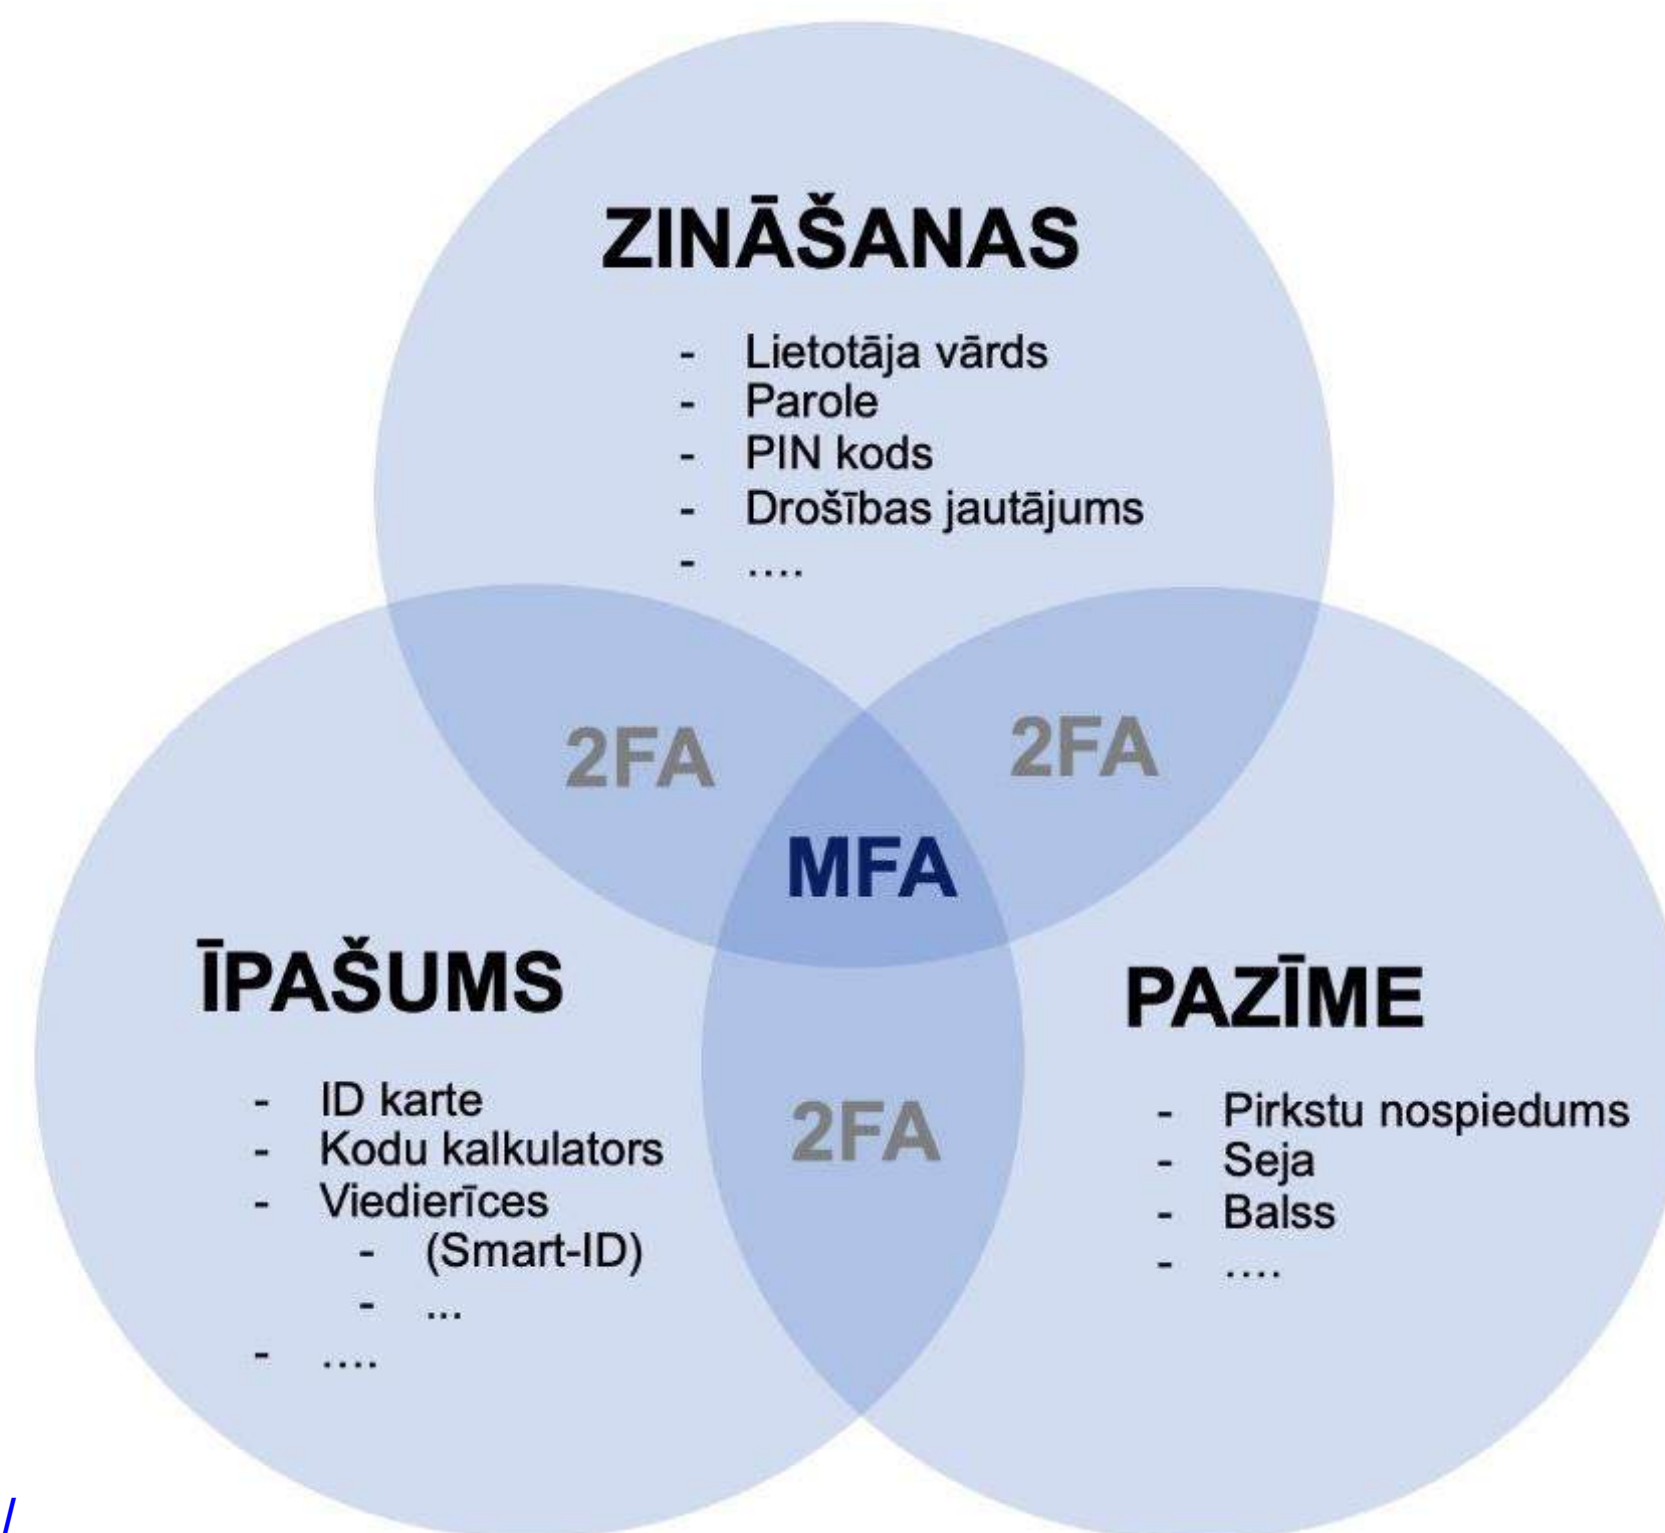 ZINĀŠANAS
- Lietotāja vārds
- Parole
- PIN kods
- Drošības jautājums
- ....
2FA
2FA
MFA
ĪPAŠUMS
- ID karte
- Kodu kalkulators
- Viedierīces
- (Smart-ID)
- ...
- ....
2FA
PAZĪME
- Pirkstu nospiedums
- Seja
- Balss
- ....
/